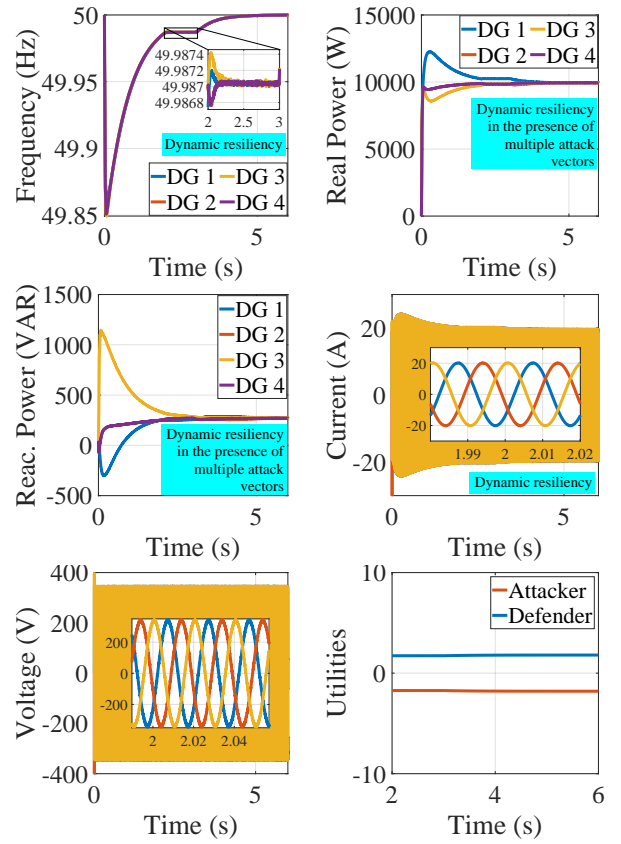 50
49.95
49.9
49.85
Frequency (Hz)
49.9874
49.9872
49.987
49.9868
2
3
Dynamic resiliency
DG 1
DG 3
DG 2
DG 4
0
5
Time (s)
15000
10000
5000
0
Real Power (W)
DG 1
DG 3
DG 2
DG 4
Dynamic resiliency
in the presence of
multiple attack
vectors
0
5
Time (s)
1500
1000
500
0
-500
Reac. Power (VAR)
DG 1
DG 2
DG 3
DG 4
Dynamic resiliency
in the presence of
multiple attack
vectors
0
5
Time (s)
20
0
-20
Current (A)
20
0
-20
1.99
2
2.01
2.02
Dynamic resiliency
0
5
Time (s)
400
200
0
-200
-400
Voltage (V)
200
0
-200
2
2.02
2.04
0
5
Time (s)
10
0
-10
Utilities
Attacker
Defender
2
4
6
Time (s)